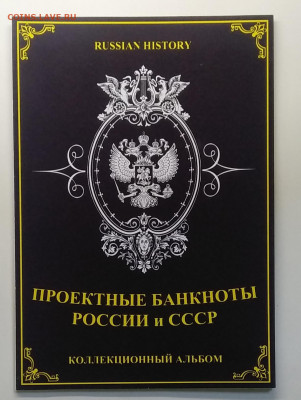 COINS.LAVE.RU
RUSSIAN HISTORY
ПРОЕКТНЫЕ БАНКНОТЫ
РОССИИ и СССР
КОЛЛЕКЦИОННЫЙ АЛЬБОМ